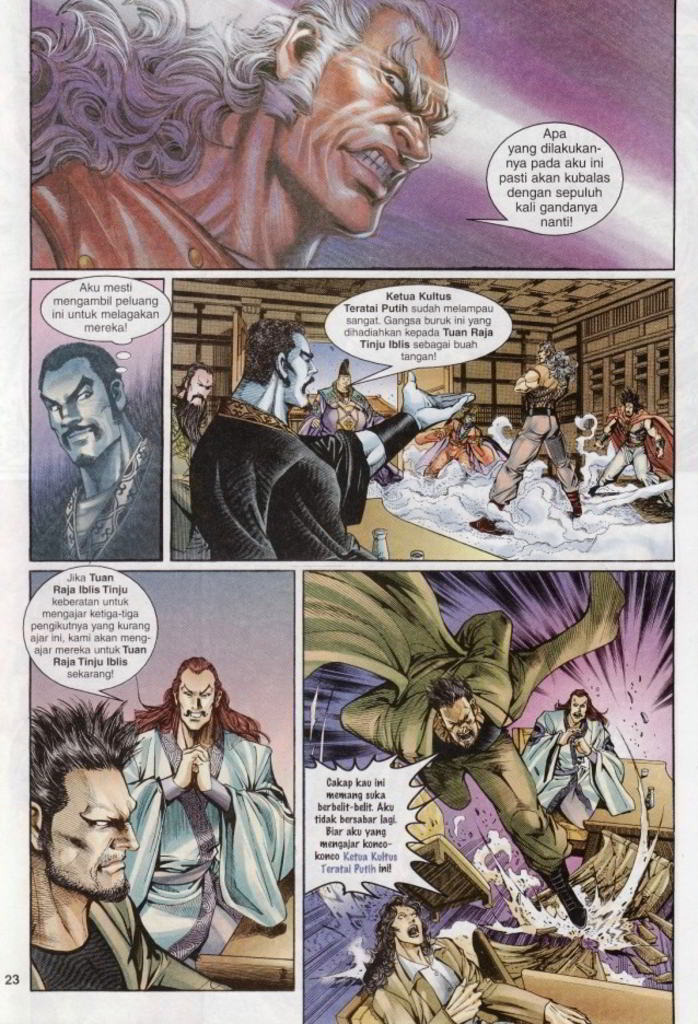 Apa
yang dilakukan-
nya pada aku ini
pasti akan kubalas
dengan sepuluh
kali gandanya
nanti!
Aku mesti
mengambil peluang
ini untuk melagakan
mereka!
Ketua Kultus
Teratai Putih sudah melampau
sangat. Gangsa buruk ini yang
dihadiahkan kepada Tuan Raja
Tinju Iblis sebagai buah
tangan!
Jika Tuan
Raja Iblis Tinju
keberatan untuk
mengajar ketiga-tiga
pengikutnya yang kurang
ajar ini, kami akan meng-
ajar mereka untuk Tuan
Raja Tinju Iblis
sekarang!
Cakap kau ini
memang suka
berbelit-belit. Aku
tidak bersabar lagi.
Biar aku yang
mengajar konco-
konco Ketua Kultus
Teratai Putih ini!
23